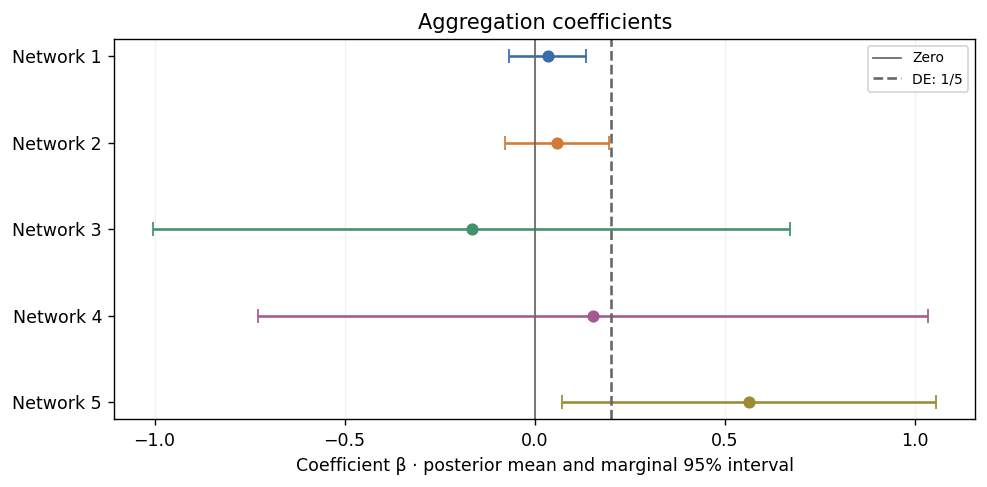 Aggregation coefficients
Network 1
Network 2
Network 3
Network 4
Network 5
Zero
DE: 1/5
−1.0
−0.5
0.0
0.5
1.0
Coefficient β · posterior mean and marginal 95% interval